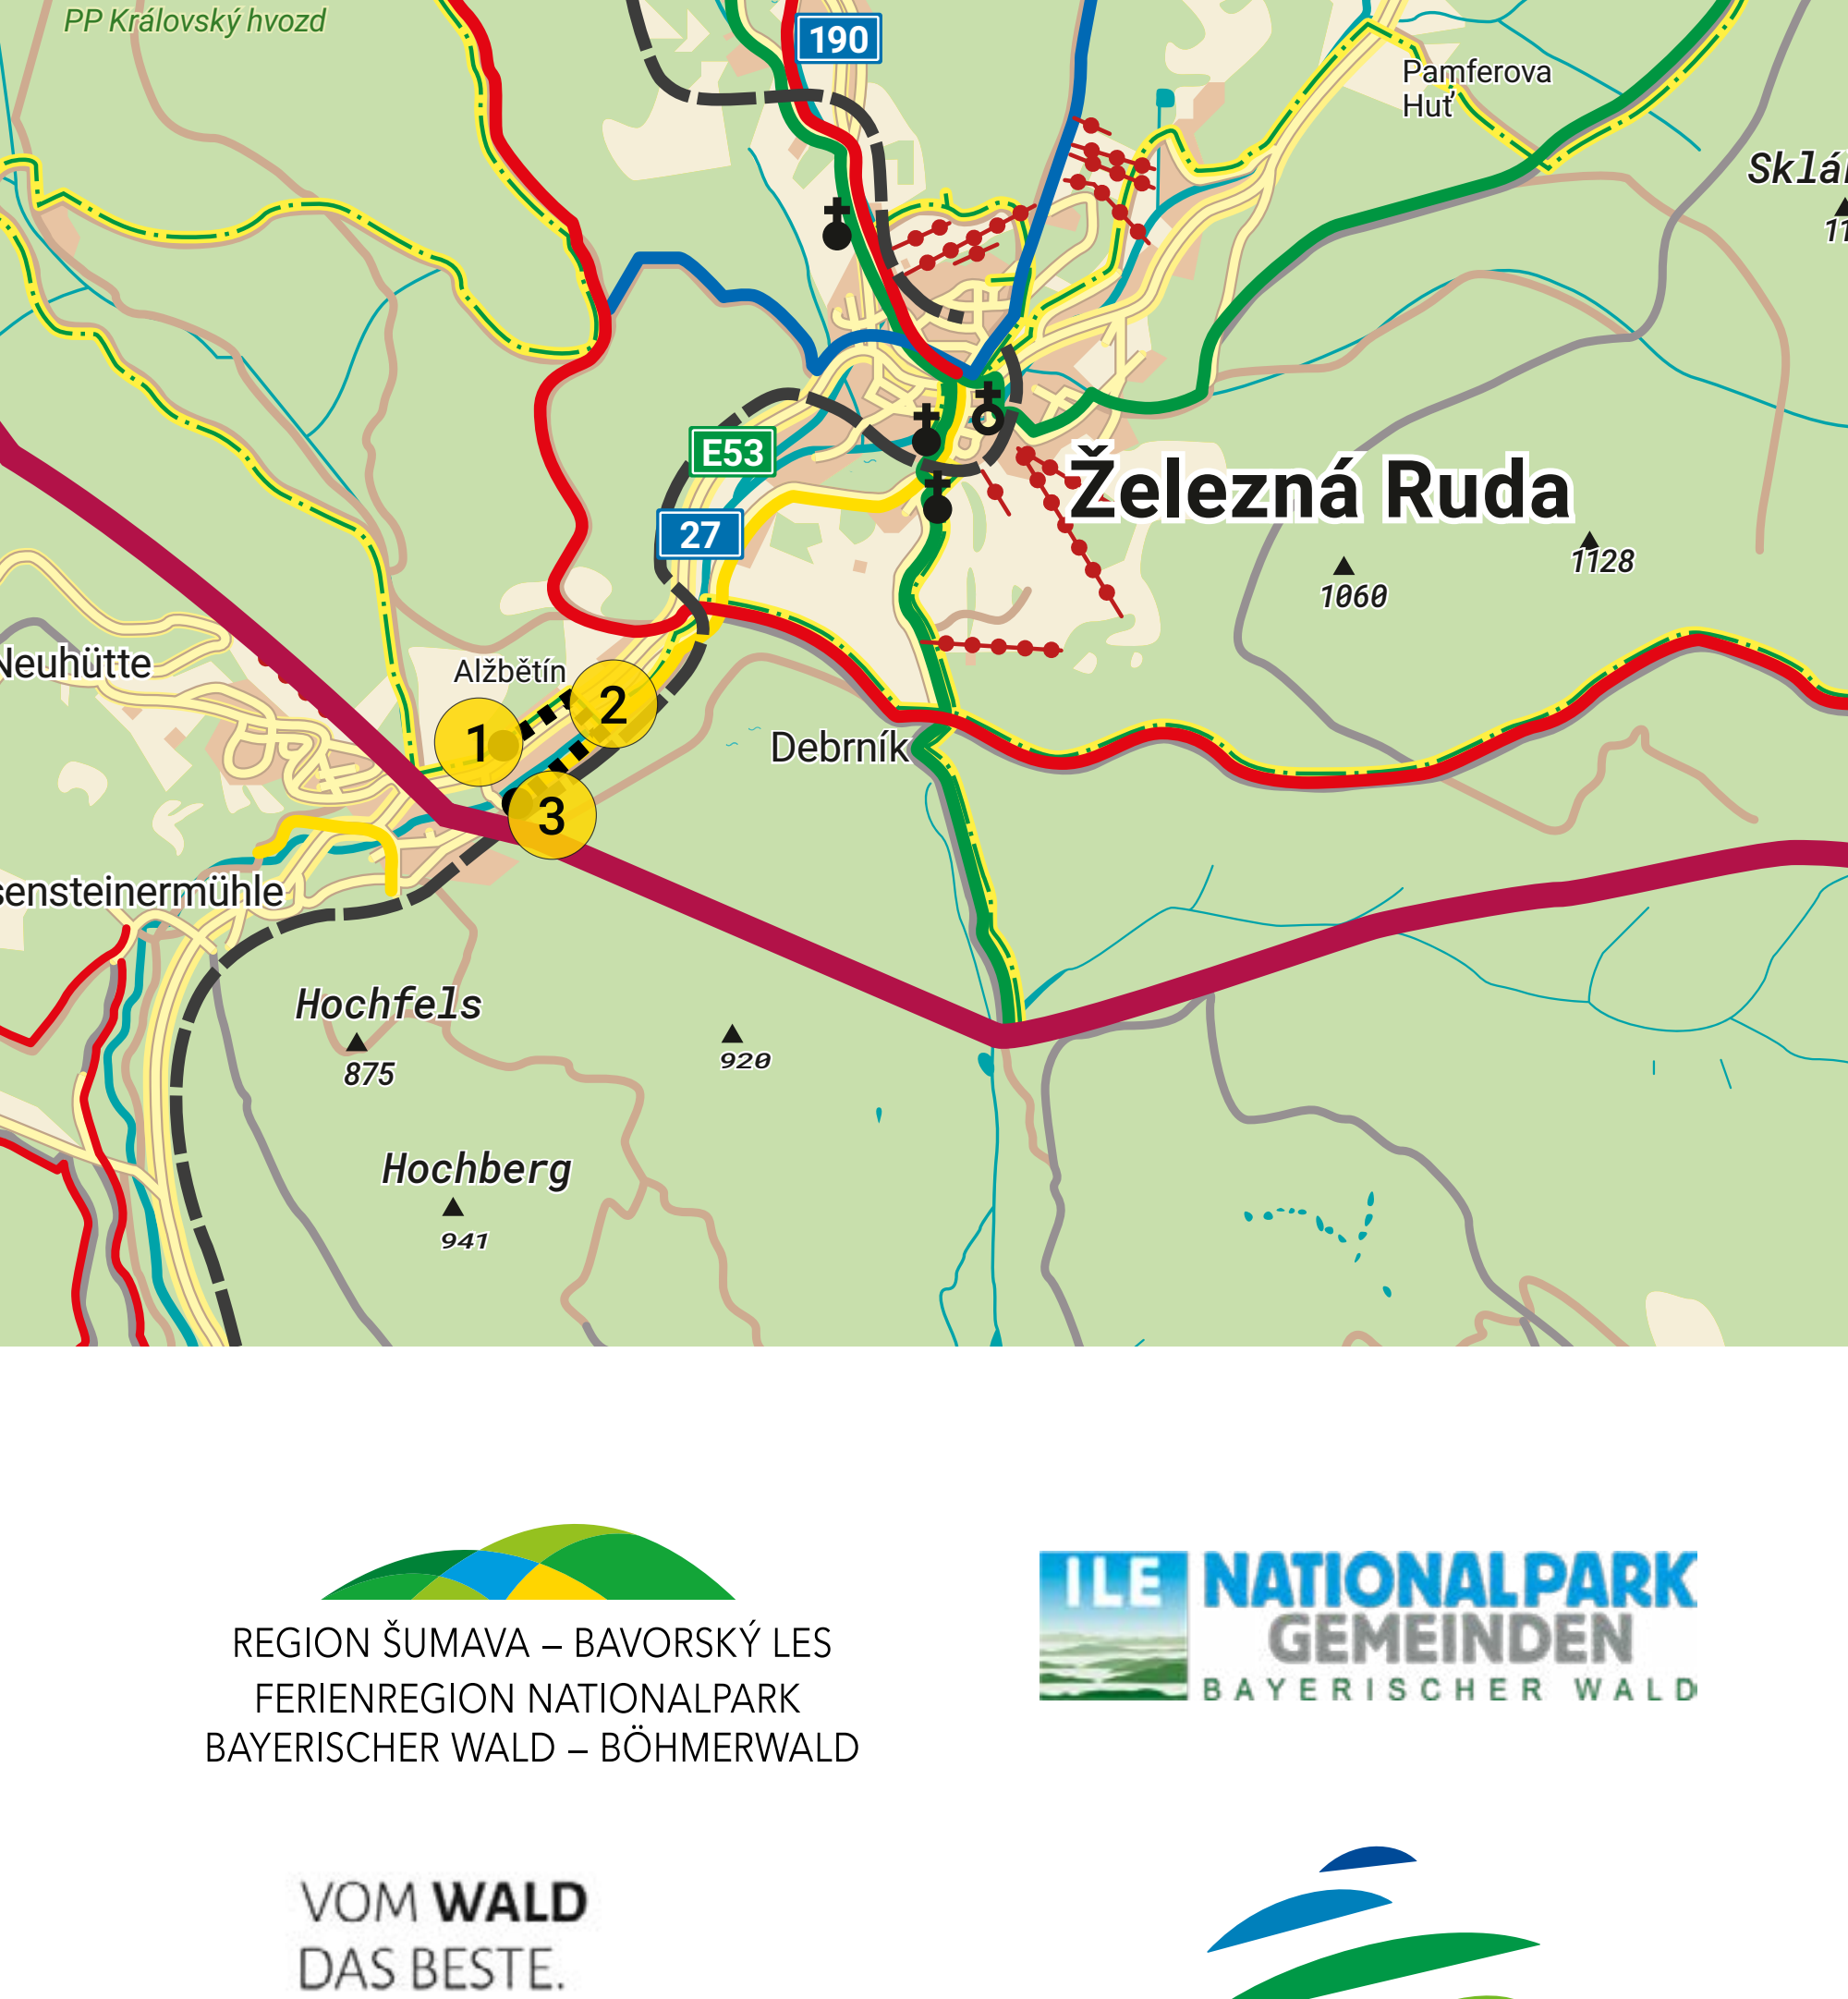 PP Královský hvozd
190
Pamferova
Huť
E53
27
Železná Ruda
1128
1060
Neuhütte
Alžbětín
1
2
3
Debrník
Hochfels
875
920
Hochberg
941
REGION ŠUMAVA – BAVORSKÝ LES
FERIENREGION NATIONALPARK
BAYERISCHER WALD – BÖHMERWALD
ILE NATIONALPARK
GEMEINDEN
BAYERISCHER WALD
VOM WALD
DAS BESTE.